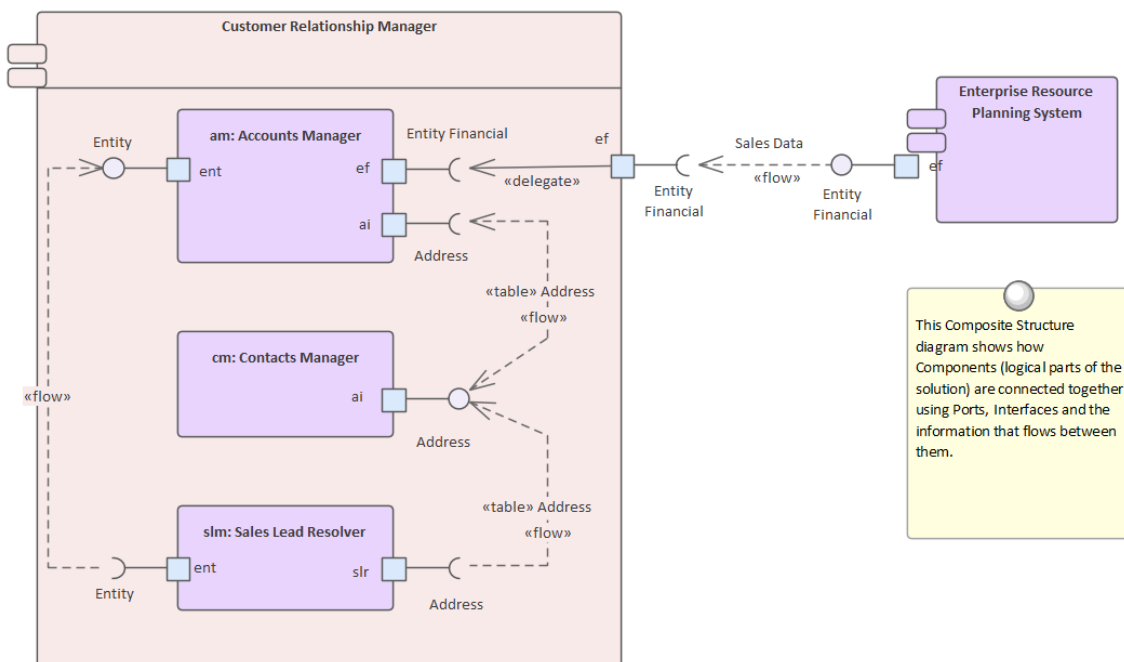 Customer Relationship Manager
am: Accounts Manager
Entity
ent
Entity Financial
ef
«delegate»
ai
Address
ef
Entity
Financial
Sales Data
«flow»
Entity
Financial
ef
Enterprise Resource
Planning System
«table» Address
«flow»
cm: Contacts Manager
ai
Address
«flow»
«table» Address
«flow»
slm: Sales Lead Resolver
ent
Entity
slr
Address
This Composite Structure
diagram shows how
Components (logical parts of the
solution) are connected together
using Ports, Interfaces and the
information that flows between
them.